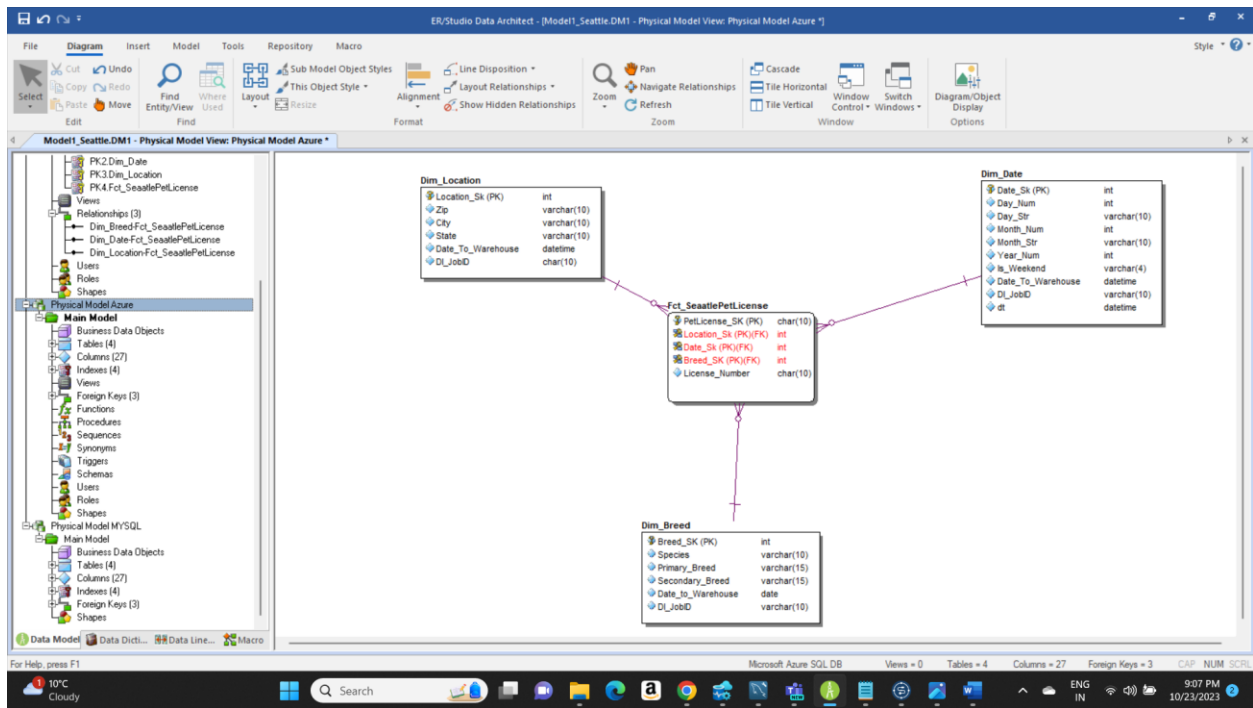 ER/Studio Data Architect - [Model1_Seattle.DM1 - Physical Model View: Physical Model Azure *]
File Diagram Insert Model Tools Repository Macro Style
Select
Cut Undo
Copy Redo
Paste Move
Edit
Find Entity/View
Where Used
Find
Layout
Sub Model Object Styles
This Object Style
Resize
Alignment
Line Disposition
Layout Relationships
Show Hidden Relationships
Format
Zoom
Pan
Navigate Relationships
Refresh
Zoom
Cascade
Tile Horizontal
Tile Vertical
Window Control
Switch Windows
Window
Diagram/Object Display
Options
Model1_Seattle.DM1 - Physical Model View: Physical Model Azure *
PK2.Dim_Date
PK3.Dim_Location
PK4.Fct_SeaatlePetLicense
Views
Relationships (3)
Dim_Breed-Fct_SeaatlePetLicense
Dim_Date-Fct_SeaatlePetLicense
Dim_Location-Fct_SeaatlePetLicense
Users
Roles
Shapes
Physical Model Azure
Main Model
Business Data Objects
Tables (4)
Columns (27)
Indexes (4)
Views
Foreign Keys (3)
Functions
Procedures
Sequences
Synonyms
Triggers
Schemas
Users
Roles
Shapes
Physical Model MYSQL
Main Model
Business Data Objects
Tables (4)
Columns (27)
Indexes (4)
Foreign Keys (3)
Shapes
Data Model Data Dicti... Data Line... Macro
Dim_Location
Location_Sk (PK) int
Zip varchar(10)
City varchar(10)
State varchar(10)
Date_To_Warehouse datetime
DI_JobID char(10)
Dim_Date
Date_Sk (PK) int
Day_Num int
Day_Str varchar(10)
Month_Num int
Month_Str varchar(10)
Year_Num int
Is_Weekend varchar(4)
Date_To_Warehouse datetime
DI_JobID varchar(10)
dt datetime
Fct_SeaatlePetLicense
PetLicense_SK (PK) char(10)
Location_Sk (PK)(FK) int
Date_Sk (PK)(FK) int
Breed_SK (PK)(FK) int
License_Number char(10)
Dim_Breed
Breed_SK (PK) int
Species varchar(10)
Primary_Breed varchar(15)
Secondary_Breed varchar(15)
Date_to_Warehouse date
DI_JobID varchar(10)
For Help, press F1 Microsoft Azure SQL DB Views = 0 Tables = 4 Columns = 27 Foreign Keys = 3 CAP NUM SCRL
1
10°C
Cloudy
Search
ENG
IN
9:07 PM
10/23/2023
2